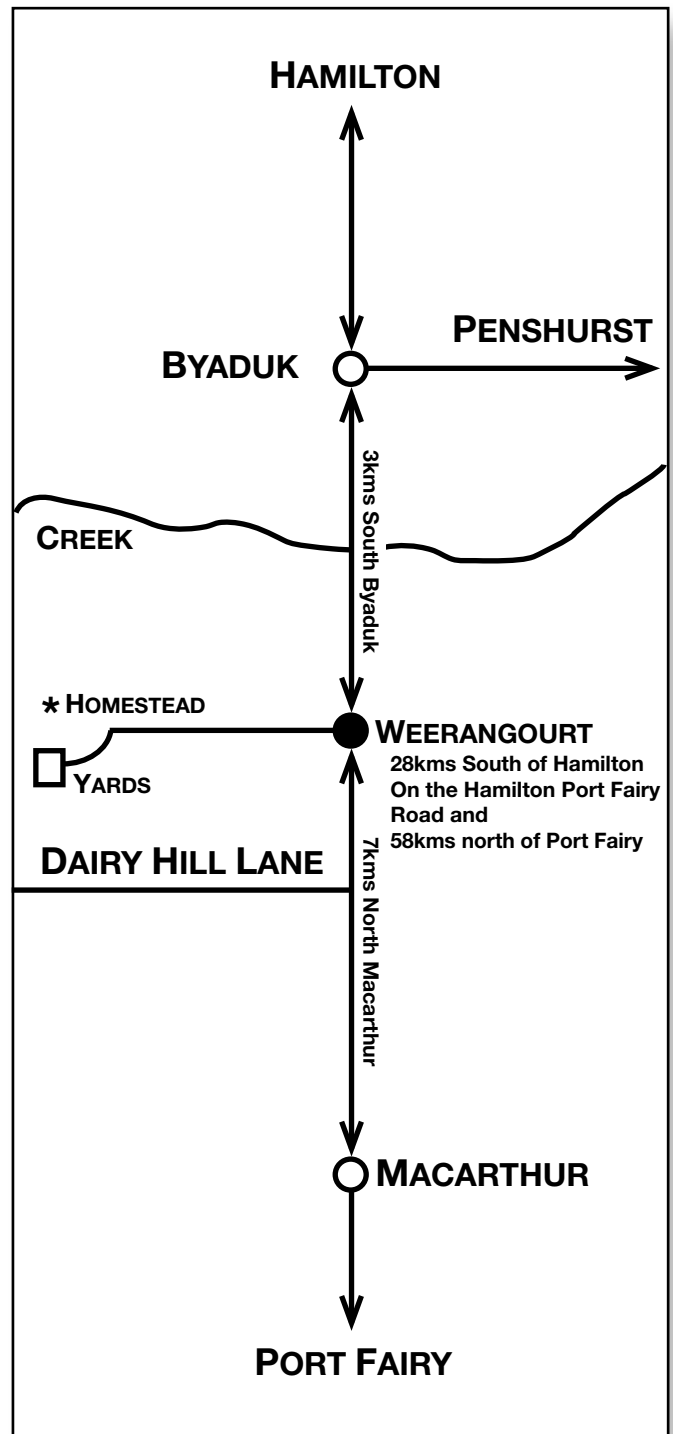 HAMILTON
PENSHURST
BYADUK
3kms South Byaduk
CREEK
* HOMESTEAD
WEERANGOURT
28kms South of Hamilton
On the Hamilton Port Fairy
Road and
58kms north of Port Fairy
YARDS
7kms North Macarthur
DAIRY HILL LANE
MACARTHUR
PORT FAIRY